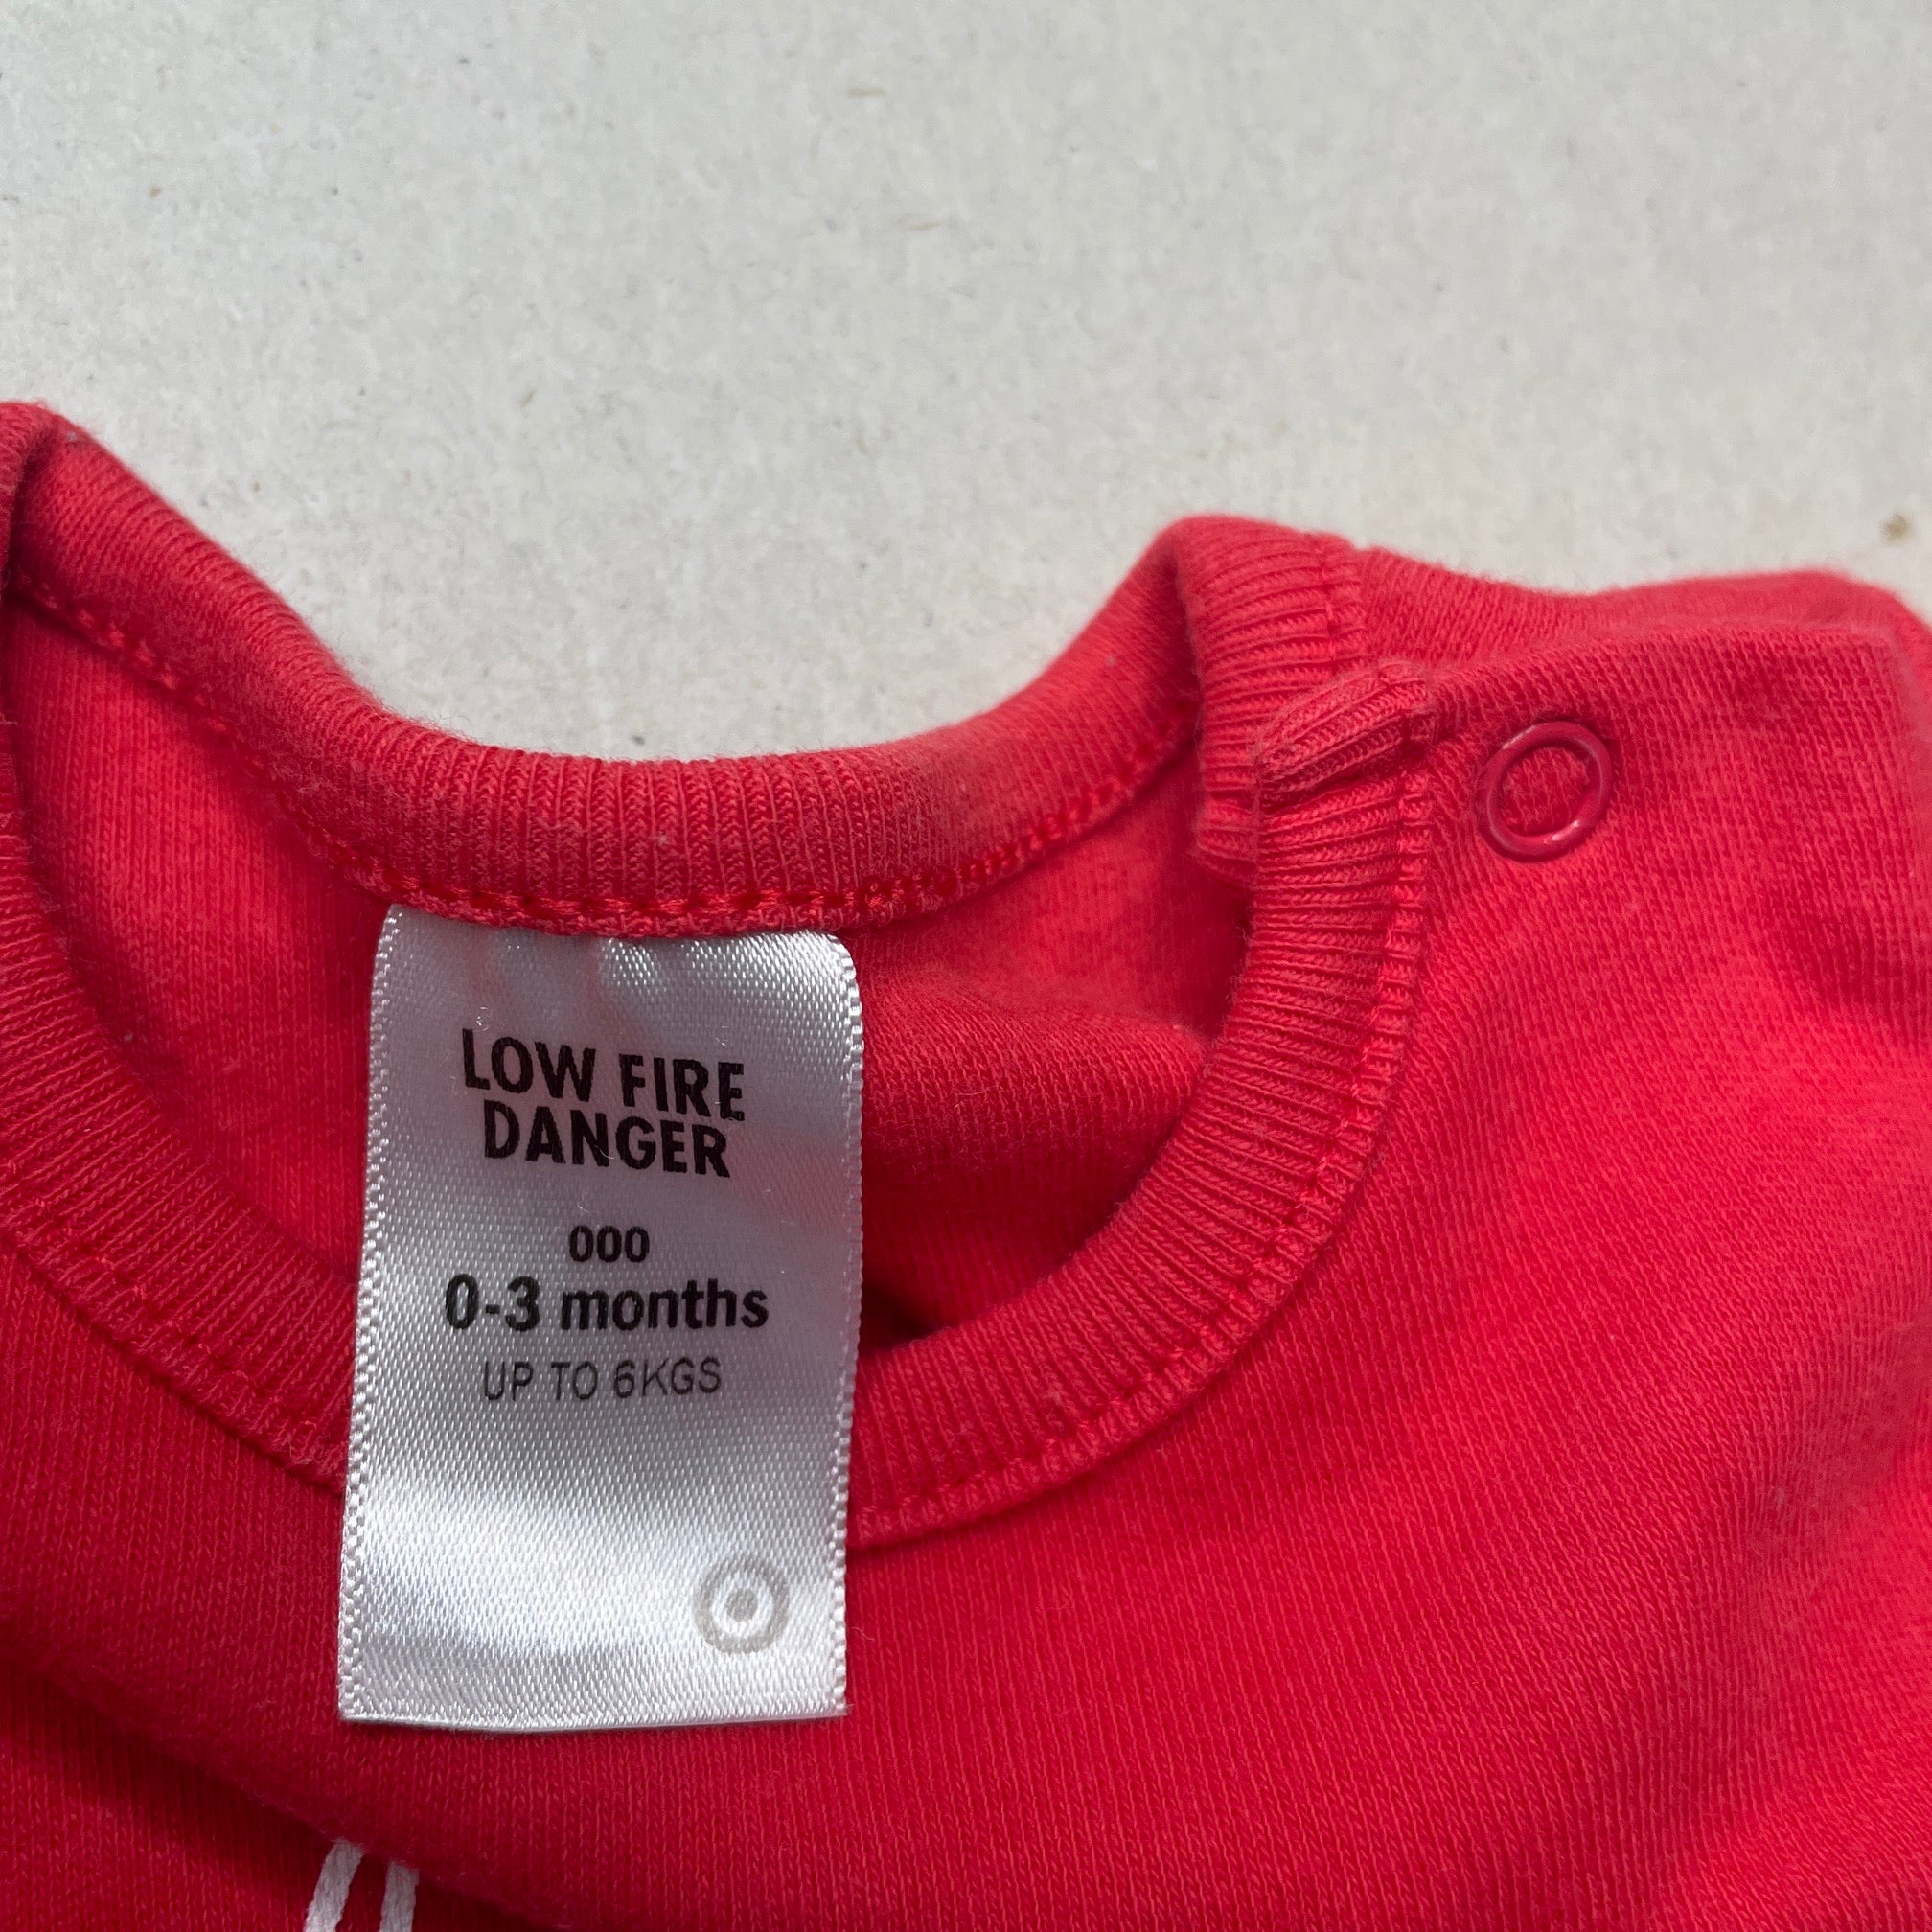 LOW FIRE
DANGER
000
0-3 months
UP TO 6KGS